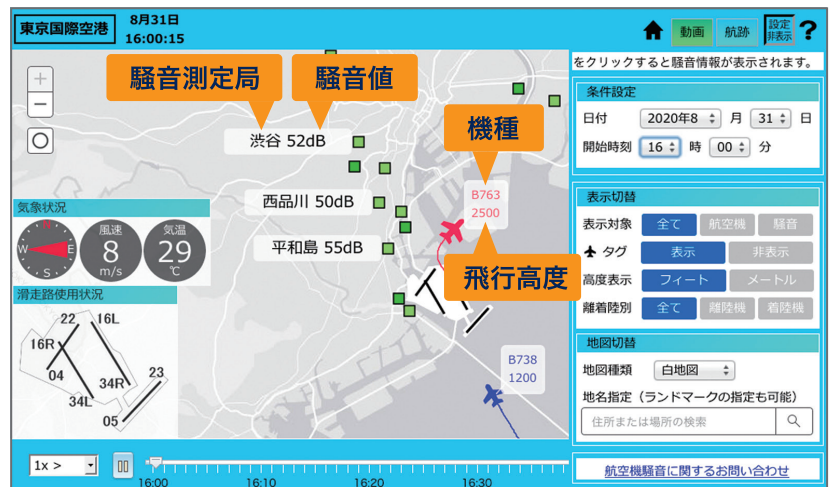 東京国際空港
8月31日
16:00:15
動画
航跡
設定
非表示
?
をクリックすると騒音情報が表示されます。
騒音測定局
騒音値
機種
飛行高度
渋谷 52dB
西品川 50dB
平和島 55dB
B763
2500
B738
1200
気象状況
W
E
S
風速
8
m/s
気温
29
℃
滑走路使用状況
22
16L
16R
04
34R
23
34L
05
条件設定
日付
2020年8
月
31
日
開始時刻
16
時
00
分
表示切替
表示対象
全て
航空機
騒音
タグ
表示
非表示
高度表示
フィート
メートル
離着陸別
全て
離陸機
着陸機
地図切替
地図種類
白地図
地名指定（ランドマークの指定も可能）
住所または場所の検索
1x >
16:00
16:10
16:20
16:30
航空機騒音に関するお問い合わせ